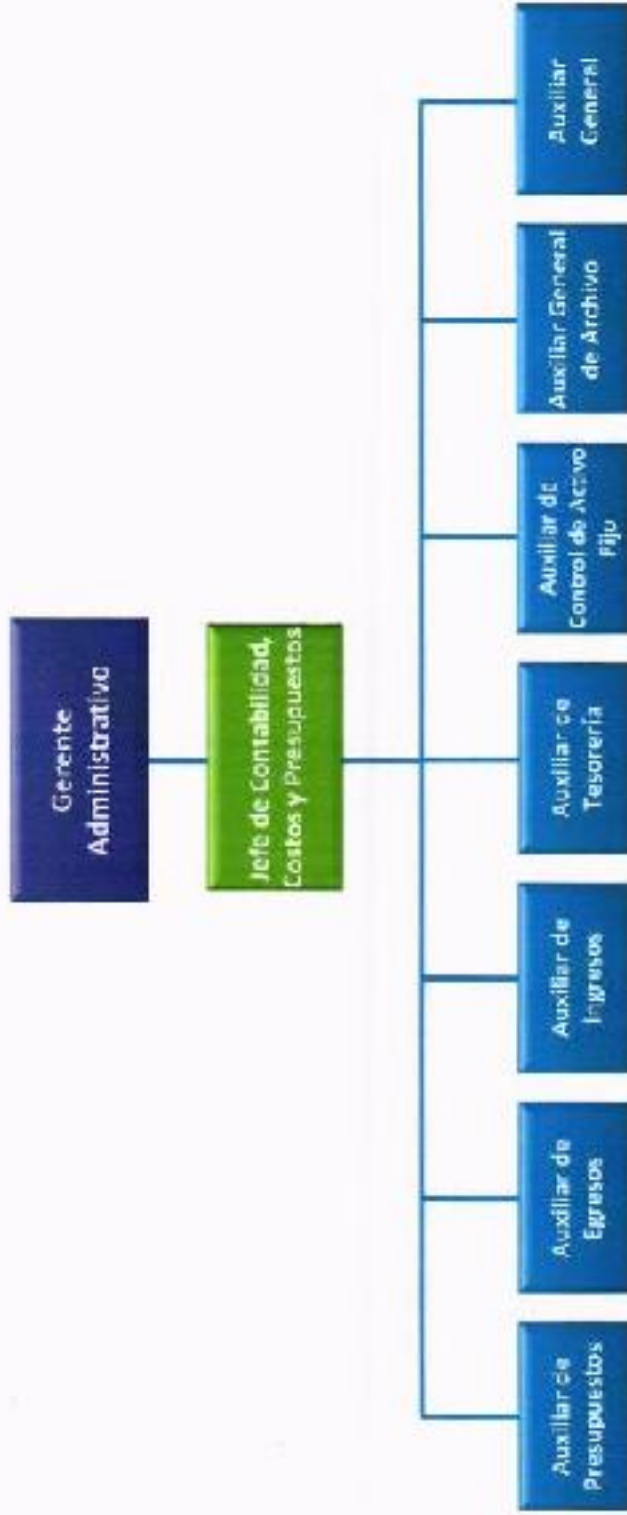 Gerente
Administrativo
Jefe de Contabilidad,
Costos y Presupuestos
Auxiliar de
Presupuestos
Auxiliar de
Egresos
Auxiliar de
Ingresos
Auxiliar de
Tesorería
Auxiliar de
Control de Activo
Fijo
Auxiliar General
de Archivo
Auxiliar
General